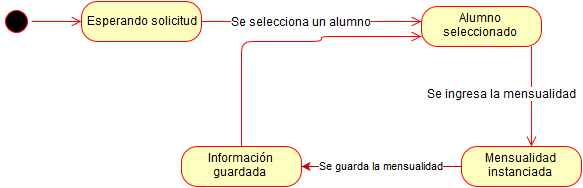 Esperando solicitud
Se selecciona un alumno
Alumno
seleccionado
Se ingresa la mensualidad
Mensualidad
instanciada
Se guarda la mensualidad
Información
guardada